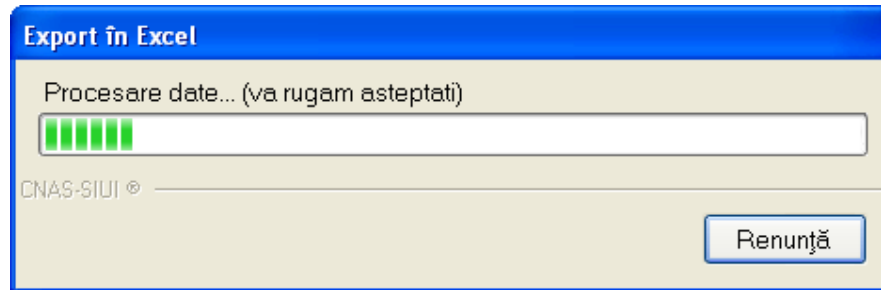 Export în Excel
Procesare date... (va rugam asteptati)
CNAS-SIUI ®
Renunţă